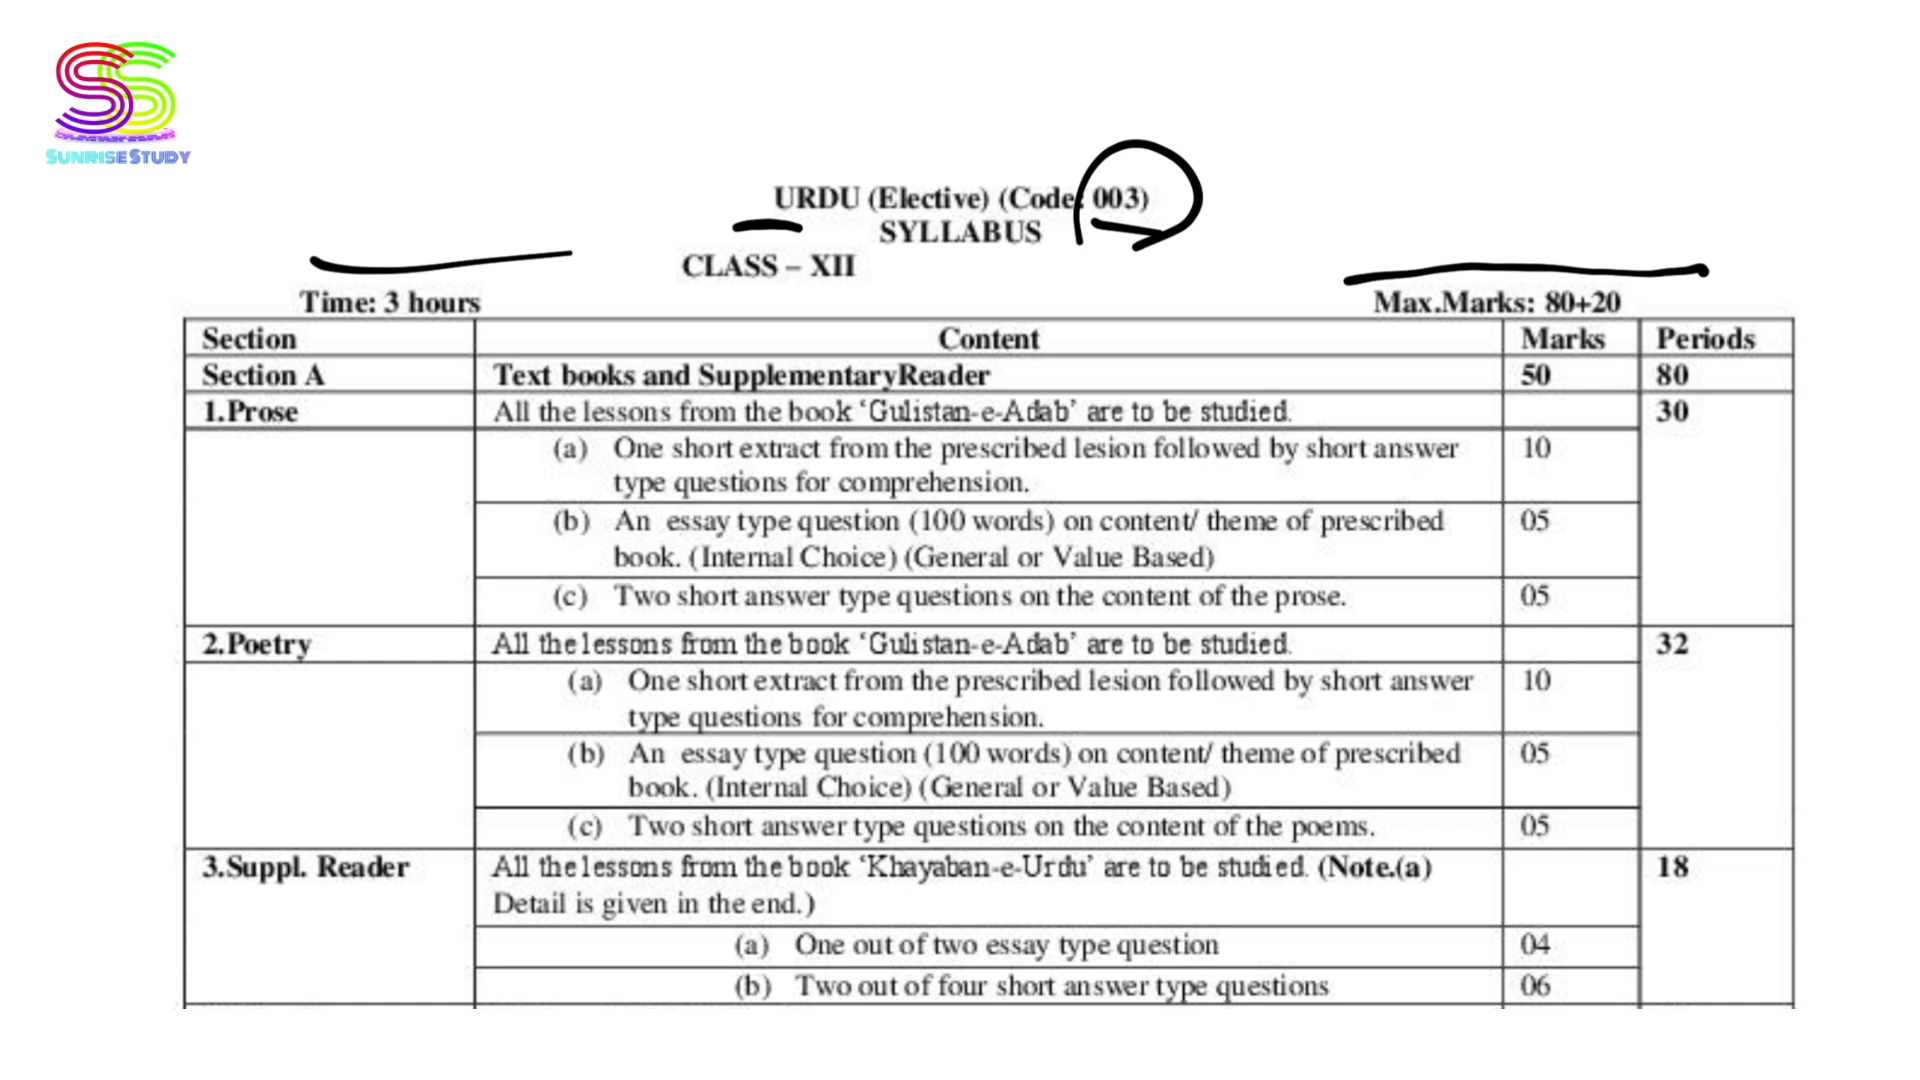 SUNRISE STUDY
URDU (Elective) (Code: 003)
SYLLABUS
CLASS – XII
Time: 3 hours Max.Marks: 80+20
Section Content Marks Periods
Section A Text books and SupplementaryReader 50 80
1.Prose All the lessons from the book ‘Gulistan-e-Adab’ are to be studied. 30
(a) One short extract from the prescribed lesion followed by short answer 10
type questions for comprehension.
(b) An essay type question (100 words) on content/ theme of prescribed 05
book. (Internal Choice) (General or Value Based)
(c) Two short answer type questions on the content of the prose. 05
2.Poetry All the lessons from the book ‘Gulistan-e-Adab’ are to be studied. 32
(a) One short extract from the prescribed lesion followed by short answer 10
type questions for comprehension.
(b) An essay type question (100 words) on content/ theme of prescribed 05
book. (Internal Choice) (General or Value Based)
(c) Two short answer type questions on the content of the poems. 05
3.Suppl. Reader All the lessons from the book ‘Khayaban-e-Urdu’ are to be studied. (Note.(a) 18
Detail is given in the end.)
(a) One out of two essay type question 04
(b) Two out of four short answer type questions 06